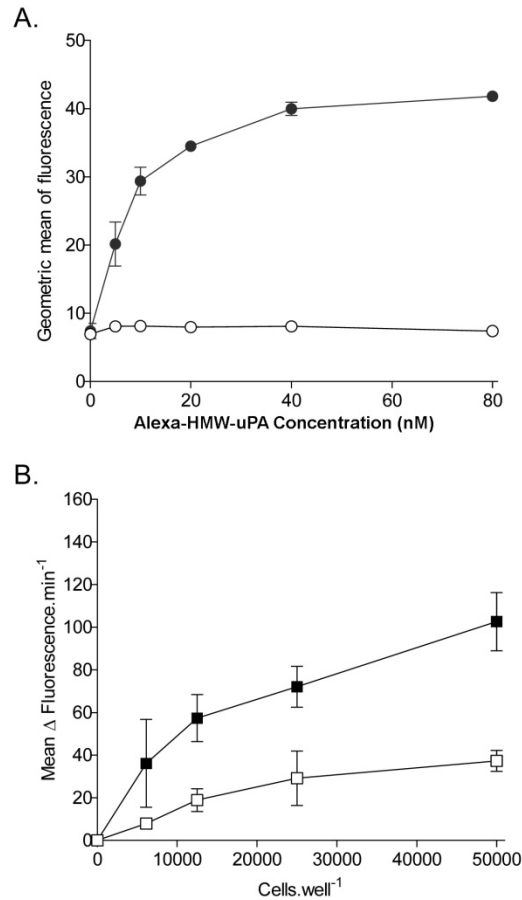 A.
50
40
30
20
10
0
Geometric mean of fluorescence
0 20 40 60 80
Alexa-HMW-uPA Concentration (nM)
B.
160
140
120
100
80
60
40
20
0
Mean Δ Fluorescence.min⁻¹
0 10000 20000 30000 40000 50000
Cells.well⁻¹